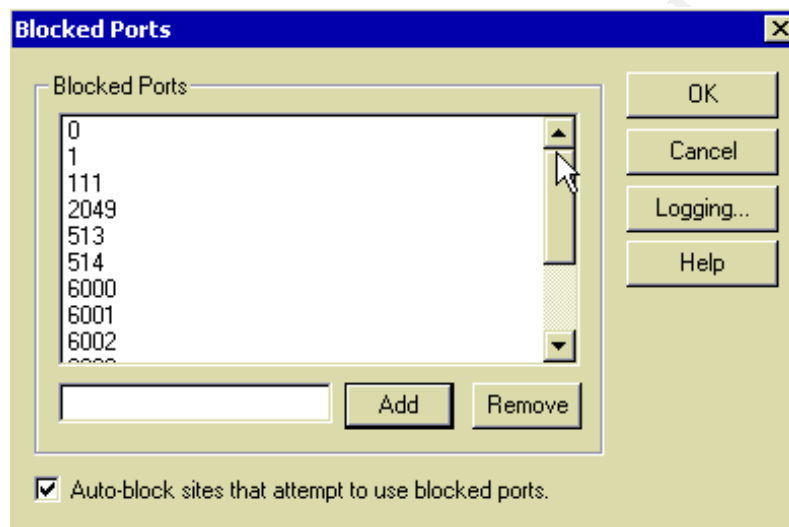 Blocked Ports
Blocked Ports
0
1
111
2049
513
514
6000
6001
6002
Add
Remove
OK
Cancel
Logging...
Help
Auto-block sites that attempt to use blocked ports.